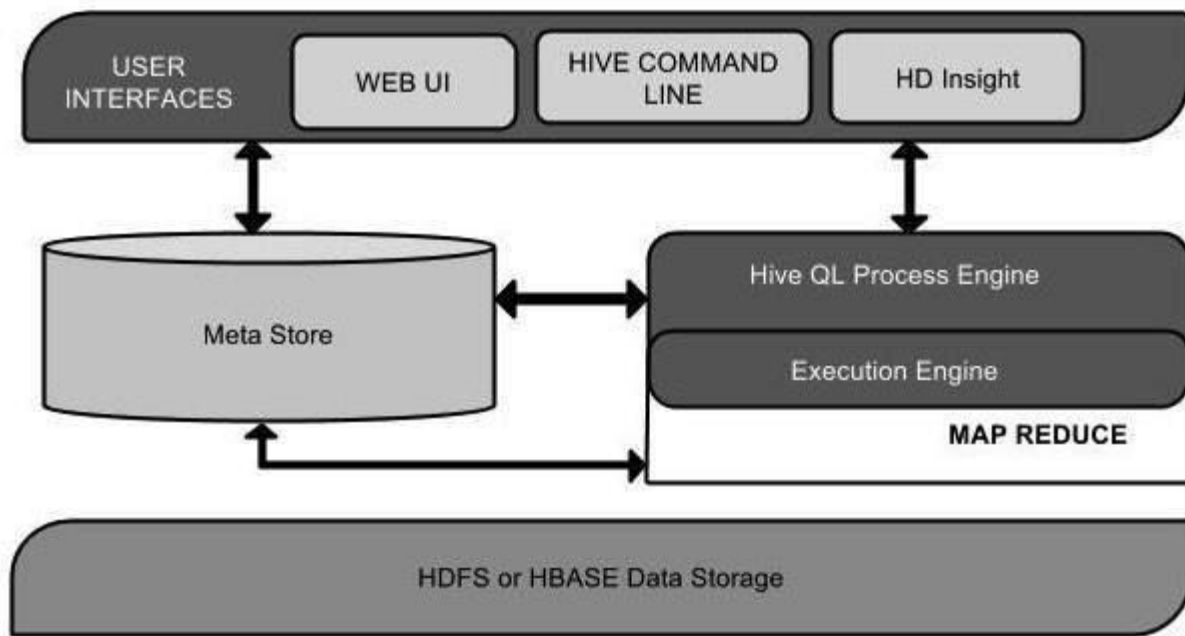 USER
INTERFACES
WEB UI
HIVE COMMAND
LINE
HD Insight
Meta Store
Hive QL Process Engine
Execution Engine
MAP REDUCE
HDFS or HBASE Data Storage